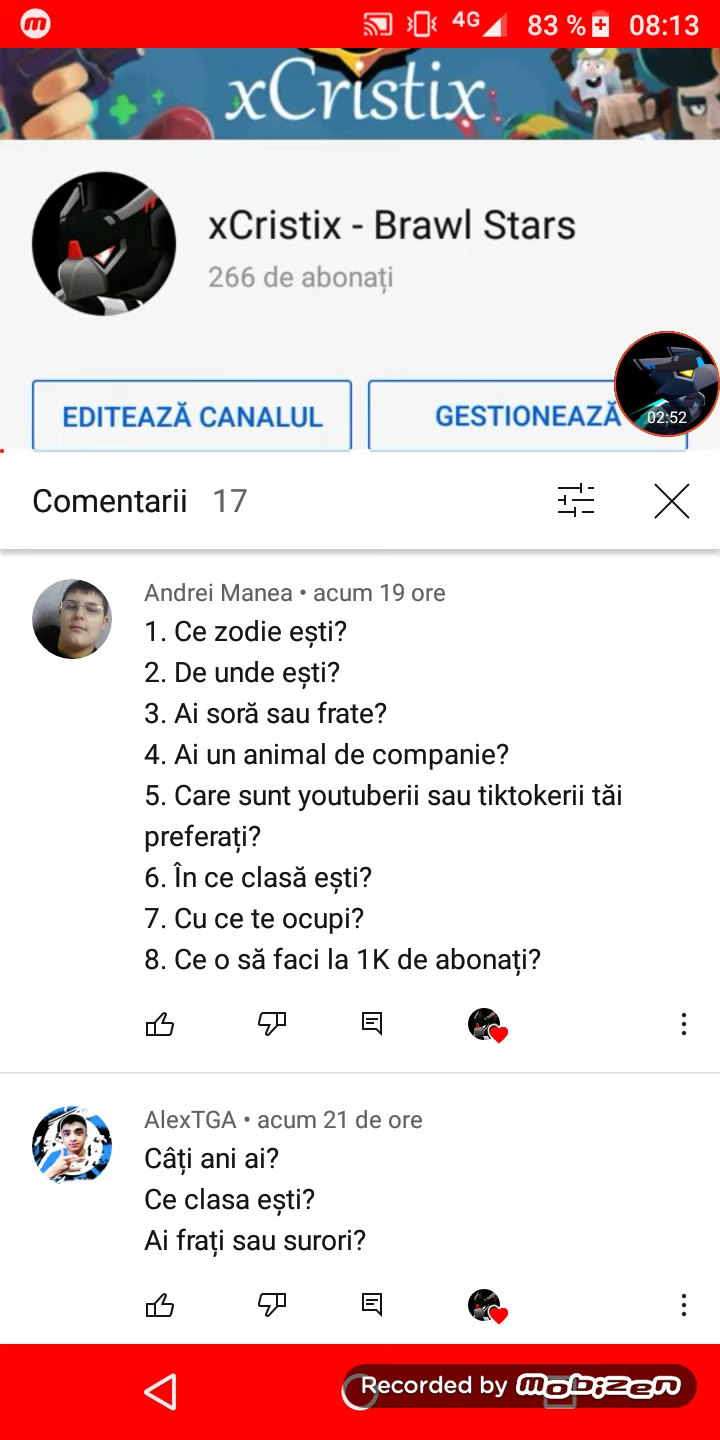 m 4G 83 % 08:13
xCristix
xCristix - Brawl Stars
266 de abonați
EDITEAZĂ CANALUL GESTIONEAZĂ
02:52
Comentarii 17
Andrei Manea • acum 19 ore
1. Ce zodie ești?
2. De unde ești?
3. Ai soră sau frate?
4. Ai un animal de companie?
5. Care sunt youtuberii sau tiktokerii tăi
preferați?
6. În ce clasă ești?
7. Cu ce te ocupi?
8. Ce o să faci la 1K de abonați?
AlexTGA • acum 21 de ore
Câți ani ai?
Ce clasa ești?
Ai frați sau surori?
Recorded by mobizen